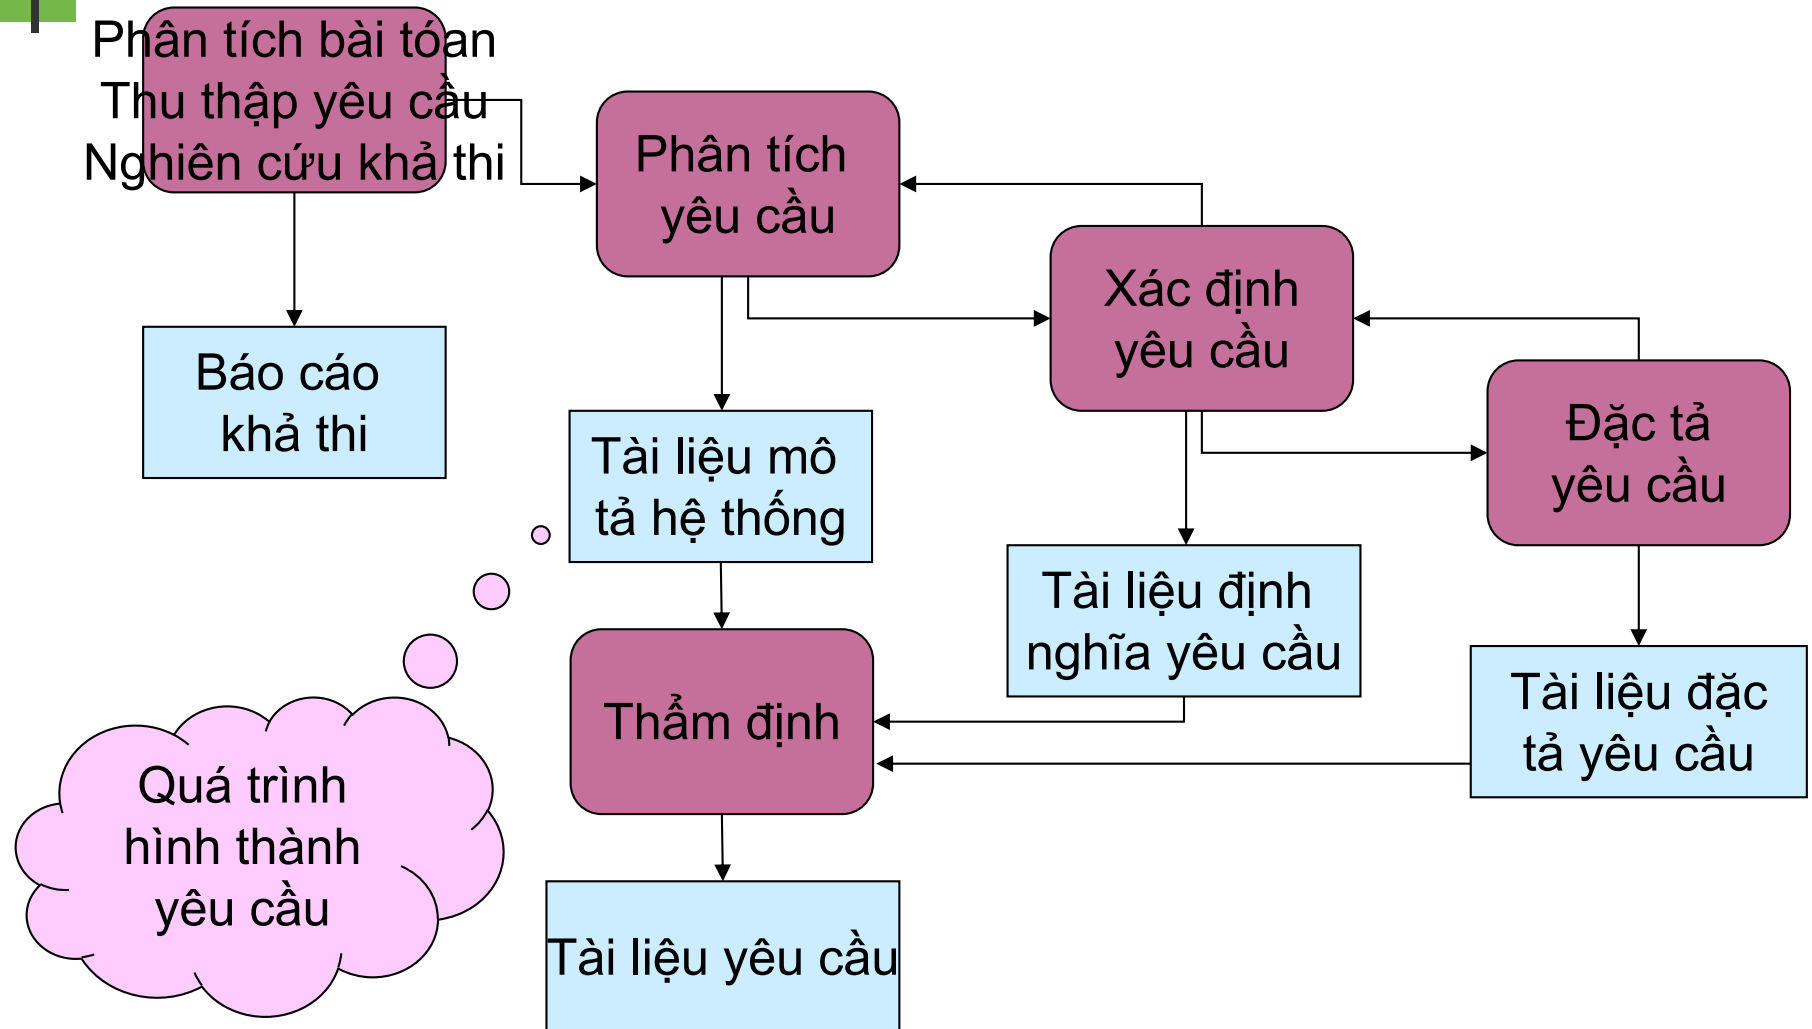 Phân tích bài tóan
Thu thập yêu cầu
Nghiên cứu khả thi
Phân tích
yêu cầu
Xác định
yêu cầu
Đặc tả
yêu cầu
Báo cáo
khả thi
Tài liệu mô
tả hệ thống
Tài liệu định
nghĩa yêu cầu
Tài liệu đặc
tả yêu cầu
Thẩm định
Quá trình
hình thành
yêu cầu
Tài liệu yêu cầu